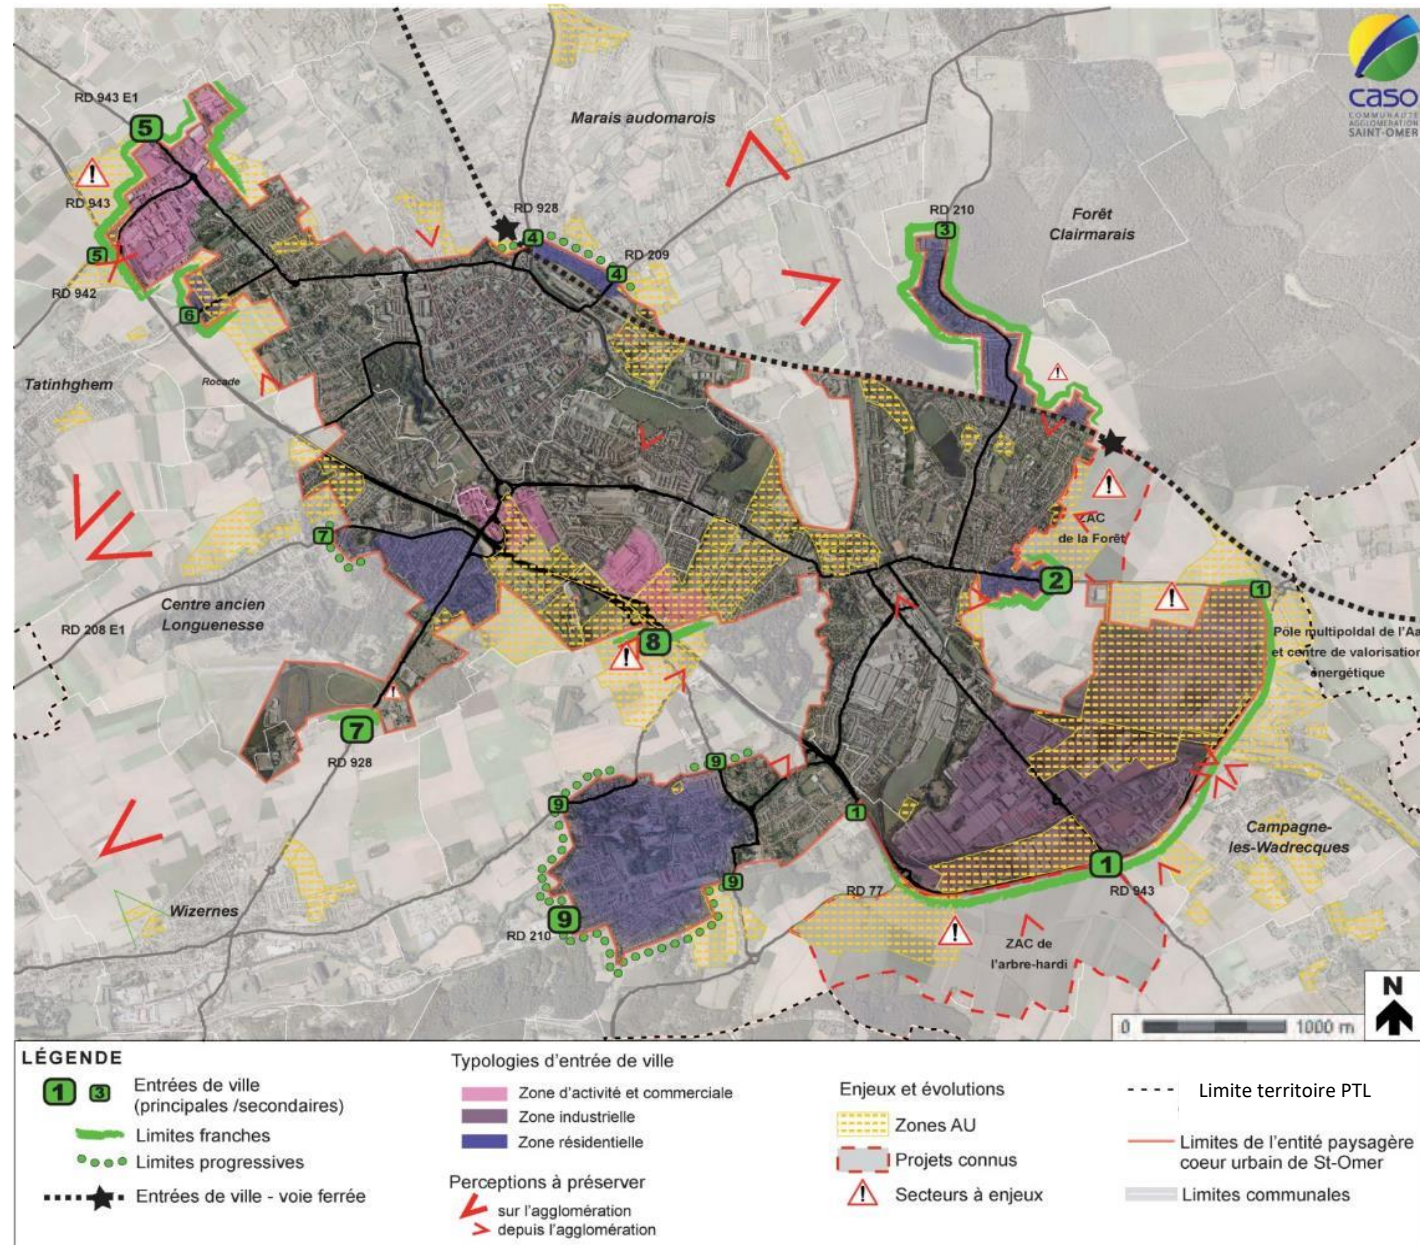 caso
COMMUNAUTÉ
AGGLOMÉRATION
SAINT-OMER
RD 943 E1
5
Marais audomarois
RD 943
RD 928
4
RD 210
3
Forêt
Clairmarais
5
RD 209
4
RD 942
6
Rocade
Tatinhghem
ZAC
de la Forêt
7
2
1
Centre ancien
Longuenesse
RD 208 E1
8
Pôle multipoldal de l'Aa
et centre de valorisation
énergétique
7
RD 928
9
9
1
Campagne-
les-Wadrecques
1
RD 943
9
RD 77
Wizernes
9
RD 210
ZAC de
l'arbre-hardi
N
0 1000 m
LÉGENDE
1 3 Entrées de ville
(principales /secondaires)
Limites franches
Limites progressives
Entrées de ville - voie ferrée
Typologies d'entrée de ville
Zone d'activité et commerciale
Zone industrielle
Zone résidentielle
Perceptions à préserver
sur l'agglomération
depuis l'agglomération
Enjeux et évolutions
Zones AU
Projets connus
Secteurs à enjeux
Limite territoire PTL
Limites de l'entité paysagère
coeur urbain de St-Omer
Limites communales